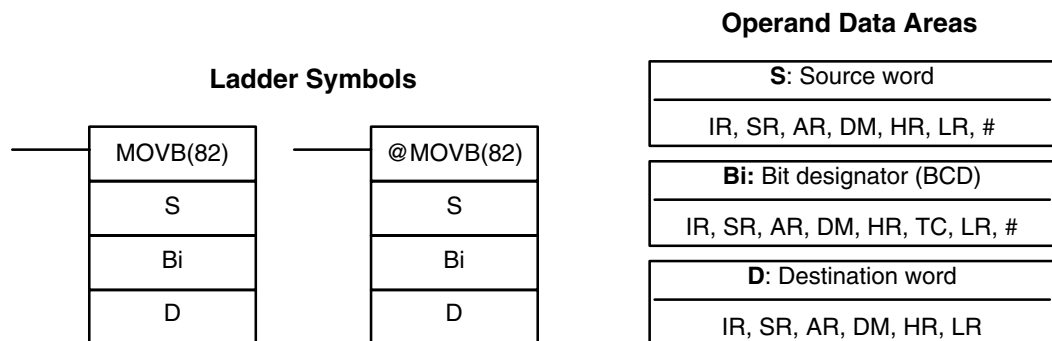 Ladder Symbols
MOVB(82)
S
Bi
D
@MOVB(82)
S
Bi
D
Operand Data Areas
S: Source word
IR, SR, AR, DM, HR, LR, #
Bi: Bit designator (BCD)
IR, SR, AR, DM, HR, TC, LR, #
D: Destination word
IR, SR, AR, DM, HR, LR